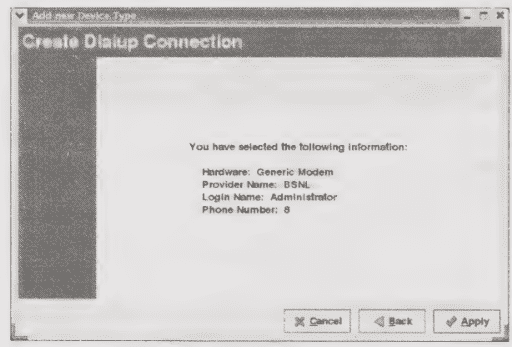 Add new Device Type
Create Dialup Connection
You have selected the following information:
Hardware: Generic Modem
Provider Name: BSNL
Login Name: Administrator
Phone Number: 8
Cancel
Back
Apply